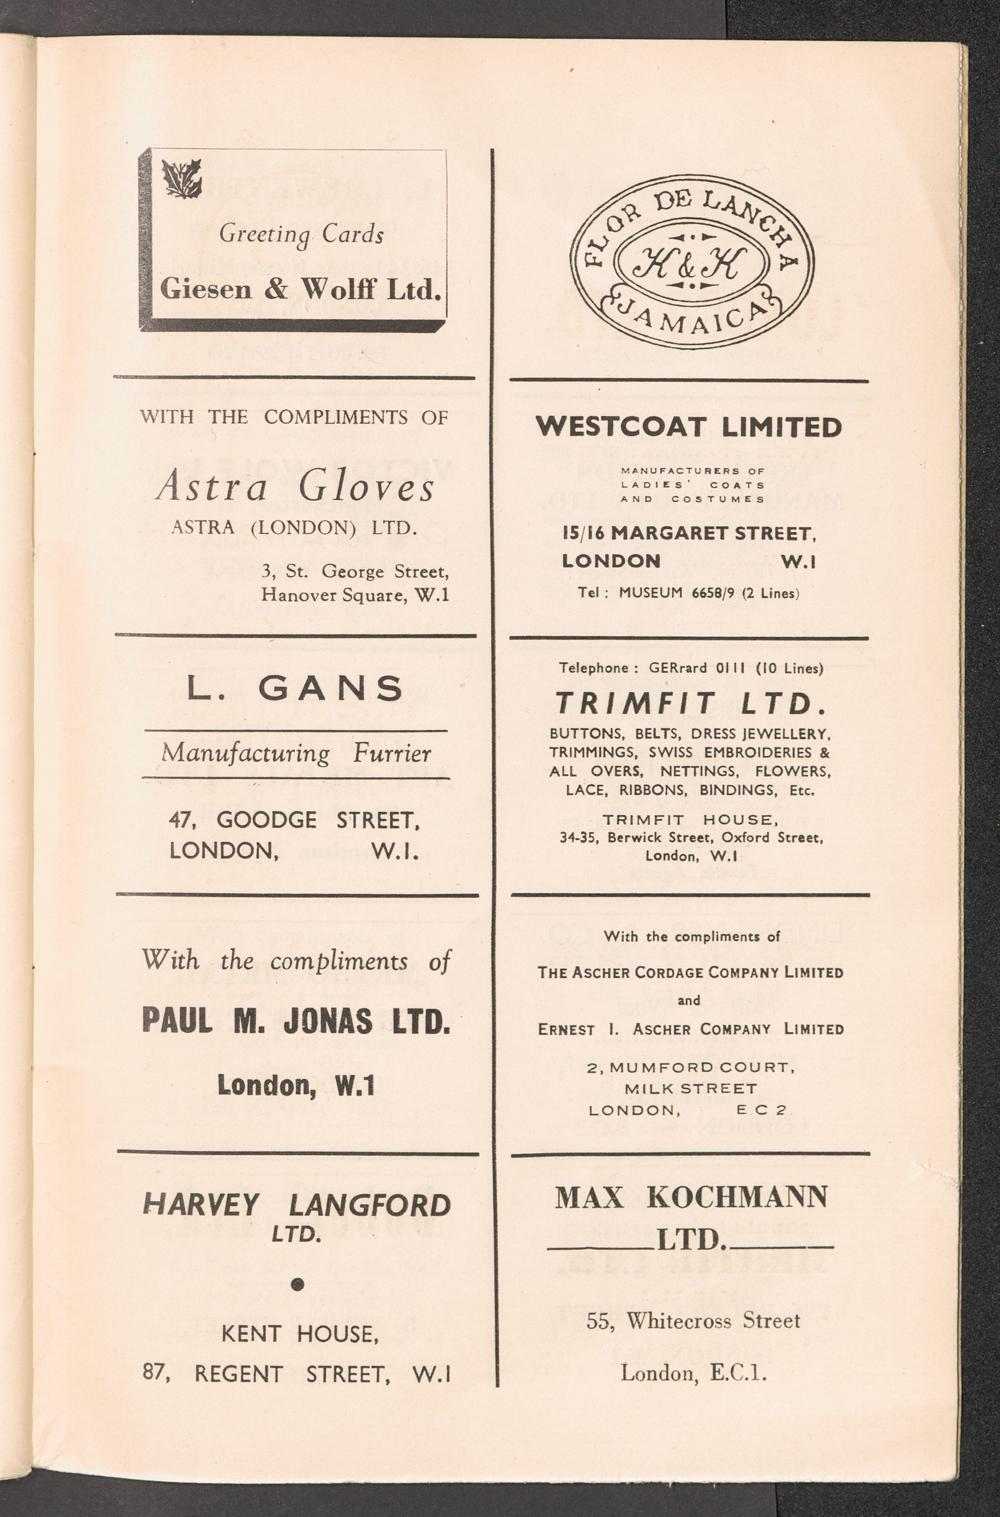 Greeting Cards
Giesen & Wolff Ltd.
WITH THE COMPLIMENTS OF
Astra Gloves
ASTRA (LONDON) LTD.
3, St. George Street,
Hanover Square, W.1
L. GANS
Manufacturing Furrier
47, GOODGE STREET,
LONDON, W.I.
With the compliments of
PAUL M. JONAS LTD.
London, W.1
HARVEY LANGFORD
LTD.
KENT HOUSE,
87, REGENT STREET, W.I
FLOR DE LANCHA
K & K
JAMAICA
WESTCOAT LIMITED
MANUFACTURERS OF
LADIES' COATS
AND COSTUMES
15/16 MARGARET STREET,
LONDON W.I
Tel : MUSEUM 6658/9 (2 Lines)
Telephone : GERrard 0111 (10 Lines)
TRIMFIT LTD.
BUTTONS, BELTS, DRESS JEWELLERY,
TRIMMINGS, SWISS EMBROIDERIES &
ALL OVERS, NETTINGS, FLOWERS,
LACE, RIBBONS, BINDINGS, Etc.
TRIMFIT HOUSE,
34-35, Berwick Street, Oxford Street,
London, W.I
With the compliments of
THE ASCHER CORDAGE COMPANY LIMITED
and
ERNEST I. ASCHER COMPANY LIMITED
2, MUMFORD COURT,
MILK STREET
LONDON, E C 2
MAX KOCHMANN
LTD.
55, Whitecross Street
London, E.C.1.